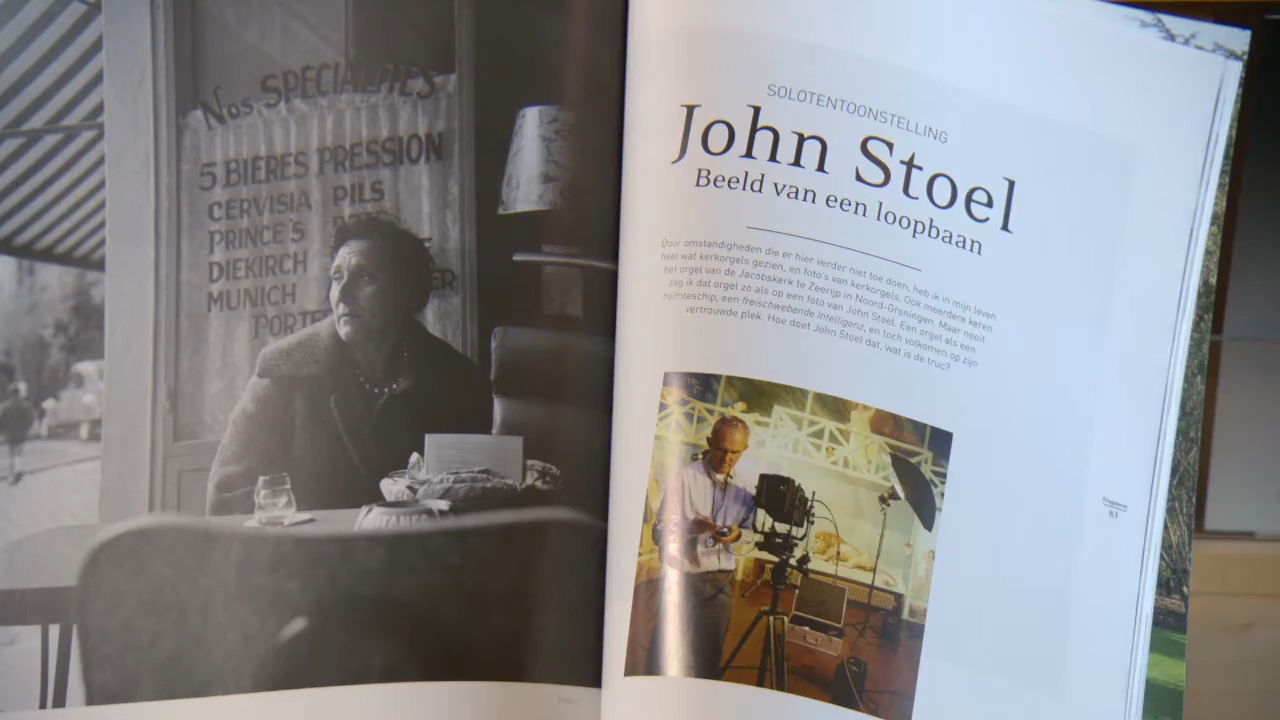 Nos SPECIALITES
5 BIERES PRESSION
CERVISIA PILS
PRINCE'S
DIEKIRCH
MUNICH
PORTER
SOLOTENTOONSTELLING
John Stoel
Beeld van een loopbaan
Door omstandigheden die er hier verder niet toe doen, heb ik in mijn leven
heel wat kerkorgels gezien, en foto's van kerkorgels. Ook meerdere keren
het orgel van de Jacobskerk te Zeerijp in Noord-Groningen. Maar nooit
zag ik dat orgel zo als op een foto van John Stoel. Een orgel als een
ruimteschip, een freischwebende Intelligenz, en toch volkomen op zijn
vertrouwde plek. Hoe doet John Stoel dat, wat is de truc?
83